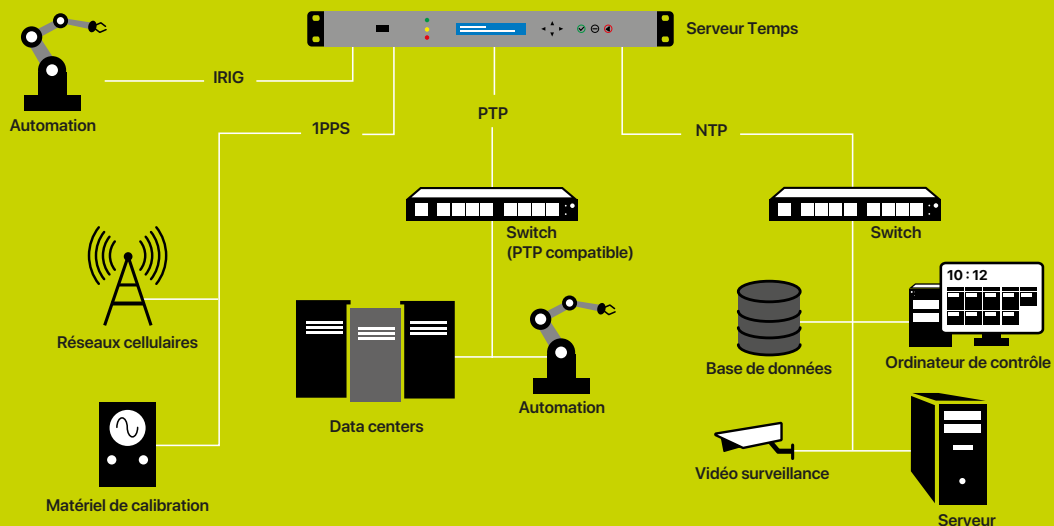 Serveur Temps
IRIG
Automation
1PPS
PTP
NTP
Switch
(PTP compatible)
Switch
10 : 12
Réseaux cellulaires
Base de données
Ordinateur de contrôle
Automation
Data centers
Vidéo surveillance
Matériel de calibration
Serveur